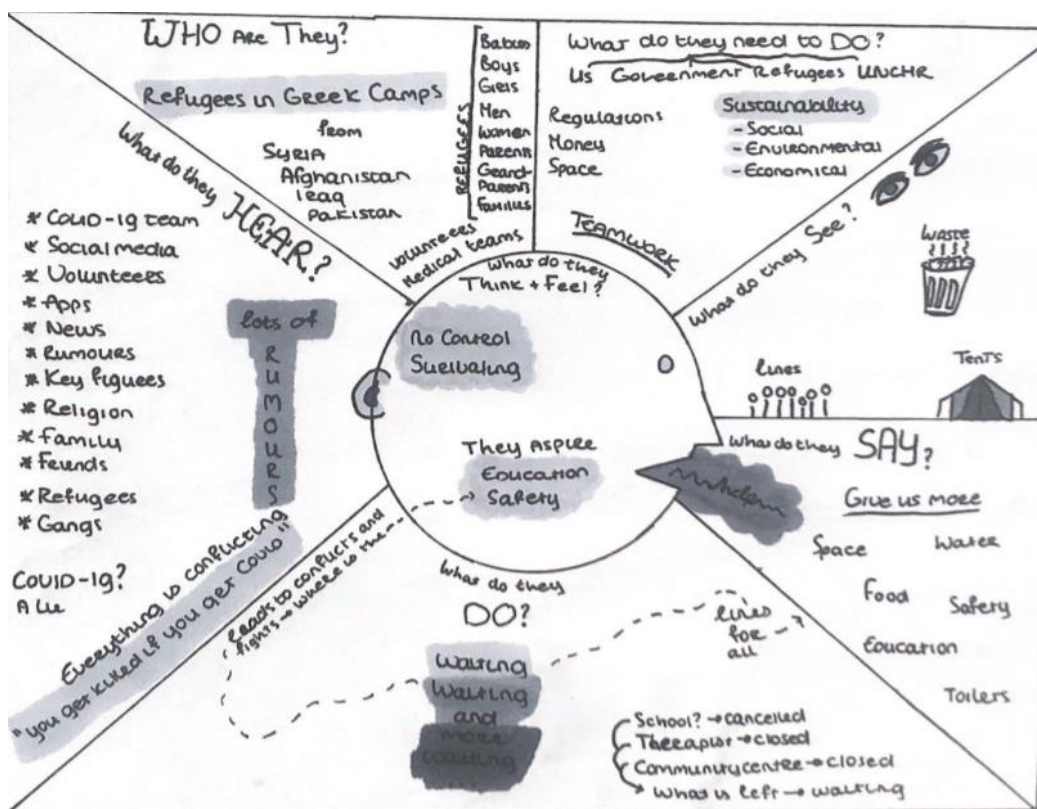 WHO Are They?
Refugees in Greek Camps
from
Syria
Afghanistan
Iraq
Pakistan
REFUGEES
Babies
Boys
Girls
Men
Women
Parents
Grand-
Parents
Families
Volunteers
Medical teams
What do they need to DO?
Us Government Refugees UNCHR
Regulations
Money
Space
Sustainability
- Social
- Environmental
- Economical
TEAMWORK
What do they See?
Waste
lines
Tents
What do they HEAR?
* Covid-19 team
* Social media
* Volunteers
* Apps
* News
* Rumours
* Key figures
* Religion
* Family
* Friends
* Refugees
* Gangs
lots of
RUMOURS
COVID-19?
A lie
Everything is conflicting
"you get killed if you get Covid"
What do they
Think + Feel?
No Control
Surviving
They Aspire
Education
Safety
What do they SAY?
Give us more
Space
Water
Food
Safety
Education
Toilets
What do they
DO?
Leads to conflicts and
fights → where is the
Waiting
Waiting
and
more
waiting
lines
for
all
School? → cancelled
Therapist → closed
Communitycentre → closed
What is left → waiting